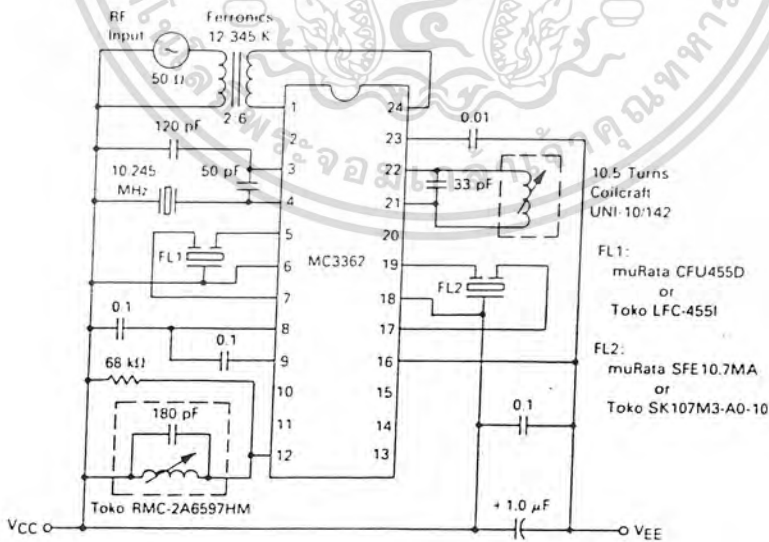 RF
Input
50 Ω
Ferronics
12 345 K
2:6
120 pF
50 pF
10.245
MHz
FL1
0.1
0.1
68 kΩ
180 pF
Toko RMC-2A6597HM
VCC
MC3362
1
2
3
4
5
6
7
8
9
10
11
12
24
23
22
21
20
19
18
17
16
15
14
13
0.01
33 pF
10.5 Turns
Coilcraft
UNI-10/142
FL2
FL1:
muRata CFU455D
or
Toko LFC-455I
FL2:
muRata SFE10.7MA
or
Toko SK107M3-A0-10
0.1
+ 1.0 μF
VEE